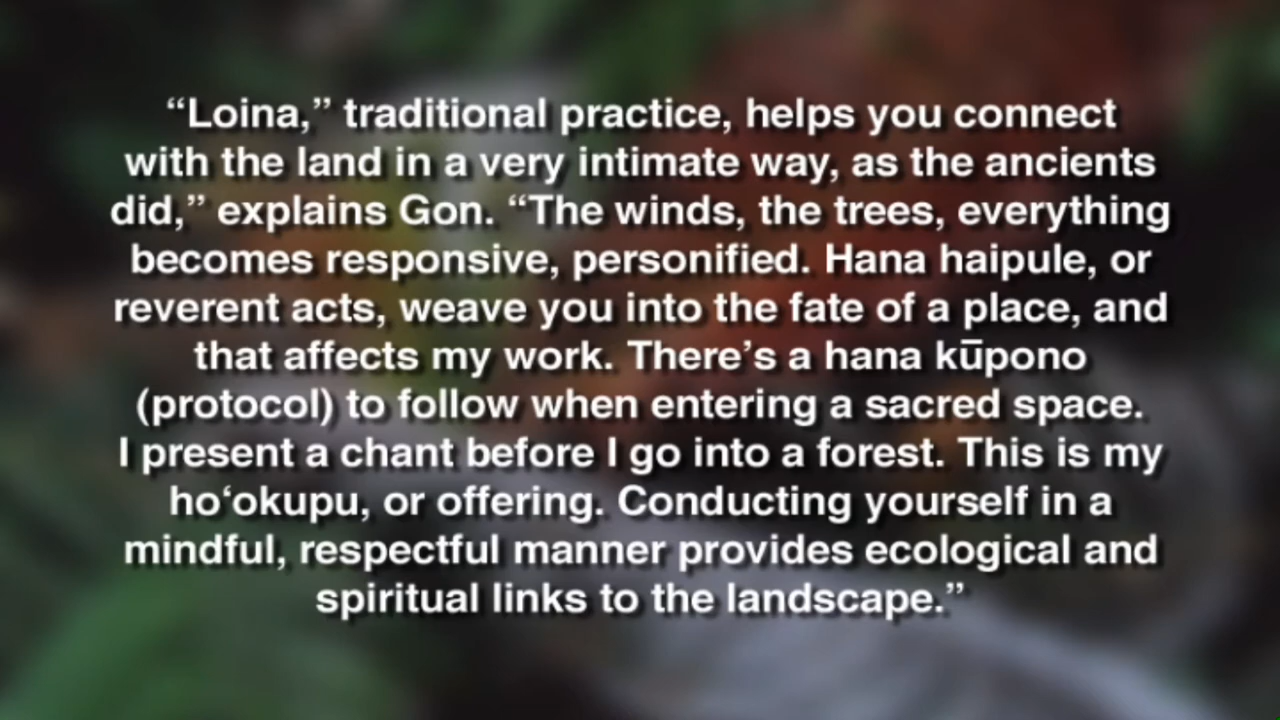 “Loina,” traditional practice, helps you connect
with the land in a very intimate way, as the ancients
did,” explains Gon. “The winds, the trees, everything
becomes responsive, personified. Hana haipule, or
reverent acts, weave you into the fate of a place, and
that affects my work. There’s a hana kūpono
(protocol) to follow when entering a sacred space.
I present a chant before I go into a forest. This is my
ho‘okupu, or offering. Conducting yourself in a
mindful, respectful manner provides ecological and
spiritual links to the landscape.”